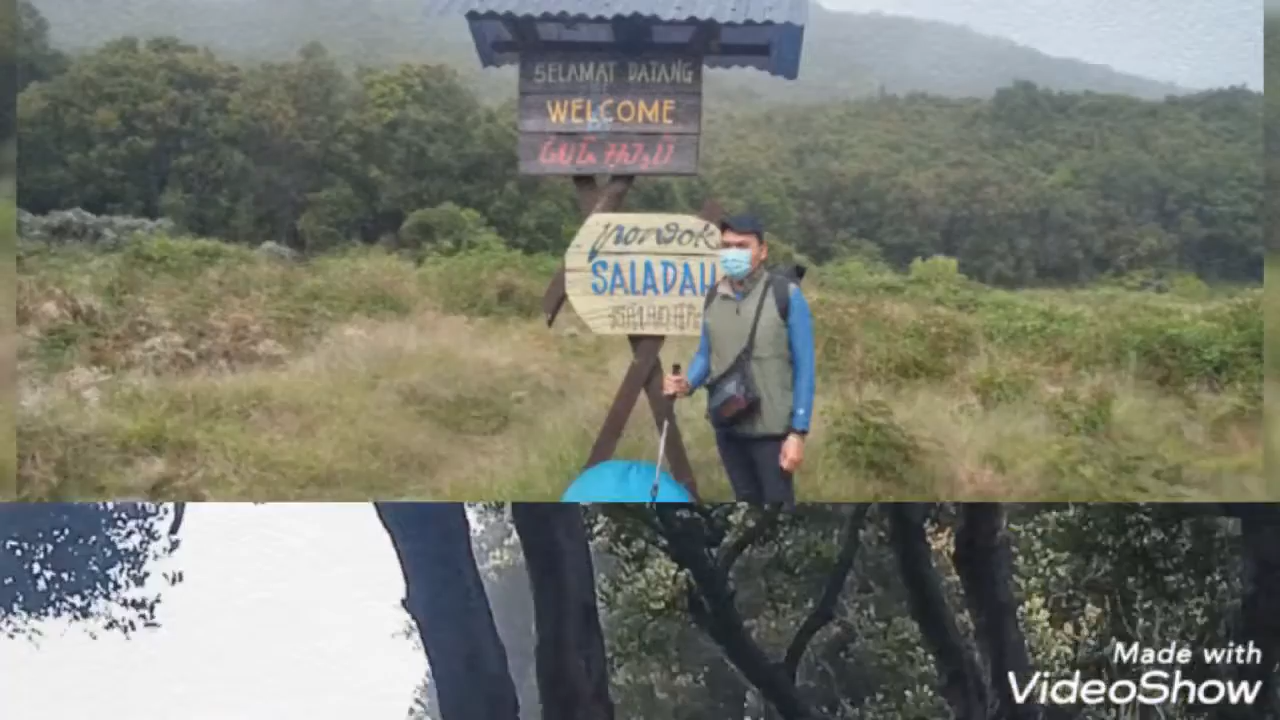 SELAMAT DATANG
WELCOME
Pondok
SALADAH
Made with
VideoShow